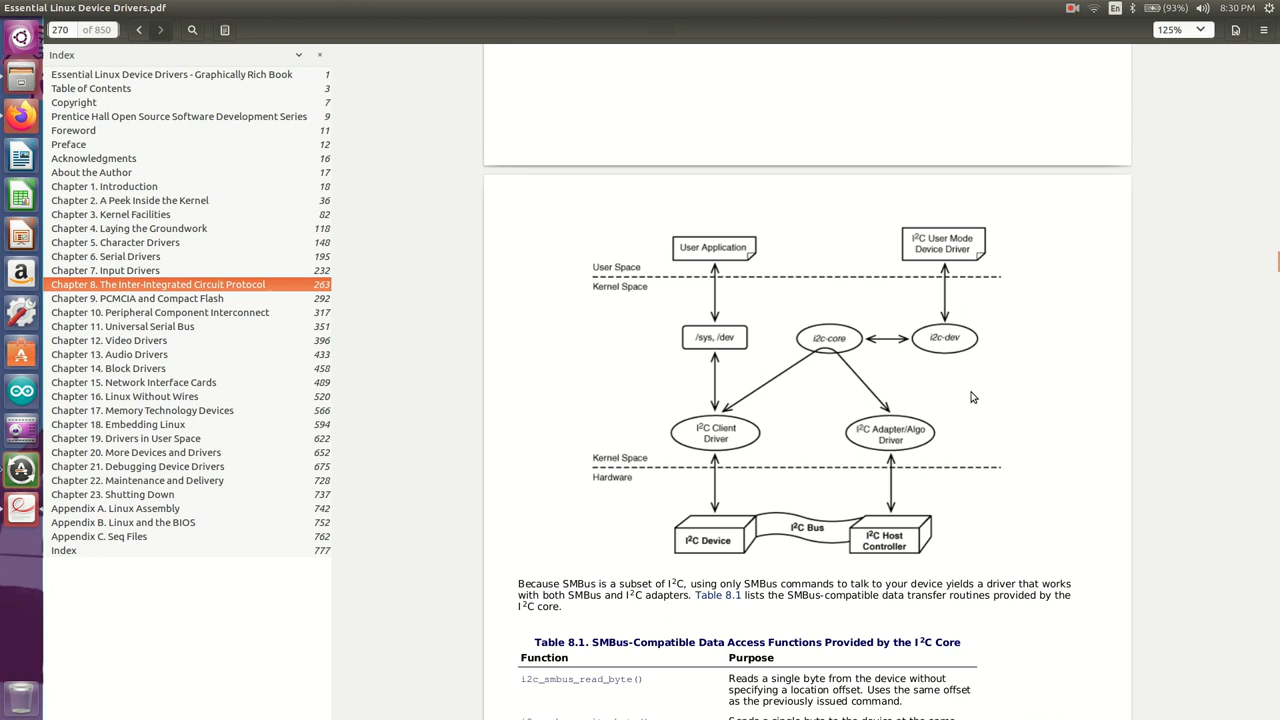 Essential Linux Device Drivers.pdf
En
(93%)
8:30 PM
270
of 850
125%
Index
Essential Linux Device Drivers - Graphically Rich Book 1
Table of Contents 3
Copyright 7
Prentice Hall Open Source Software Development Series 9
Foreword 11
Preface 12
Acknowledgments 16
About the Author 17
Chapter 1. Introduction 18
Chapter 2. A Peek Inside the Kernel 36
Chapter 3. Kernel Facilities 82
Chapter 4. Laying the Groundwork 118
Chapter 5. Character Drivers 148
Chapter 6. Serial Drivers 195
Chapter 7. Input Drivers 232
Chapter 8. The Inter-Integrated Circuit Protocol 263
Chapter 9. PCMCIA and Compact Flash 292
Chapter 10. Peripheral Component Interconnect 317
Chapter 11. Universal Serial Bus 351
Chapter 12. Video Drivers 396
Chapter 13. Audio Drivers 433
Chapter 14. Block Drivers 458
Chapter 15. Network Interface Cards 489
Chapter 16. Linux Without Wires 520
Chapter 17. Memory Technology Devices 566
Chapter 18. Embedding Linux 594
Chapter 19. Drivers in User Space 622
Chapter 20. More Devices and Drivers 652
Chapter 21. Debugging Device Drivers 675
Chapter 22. Maintenance and Delivery 728
Chapter 23. Shutting Down 737
Appendix A. Linux Assembly 742
Appendix B. Linux and the BIOS 752
Appendix C. Seq Files 762
Index 777
User Application
I²C User Mode
Device Driver
User Space
Kernel Space
/sys, /dev
i2c-core
i2c-dev
I²C Client
Driver
I²C Adapter/Algo
Driver
Kernel Space
Hardware
I²C Device
I²C Bus
I²C Host
Controller
Because SMBus is a subset of I²C, using only SMBus commands to talk to your device yields a driver that works
with both SMBus and I²C adapters. Table 8.1 lists the SMBus-compatible data transfer routines provided by the
I²C core.
Table 8.1. SMBus-Compatible Data Access Functions Provided by the I²C Core
Function Purpose
i2c_smbus_read_byte() Reads a single byte from the device without
specifying a location offset. Uses the same offset
as the previously issued command.